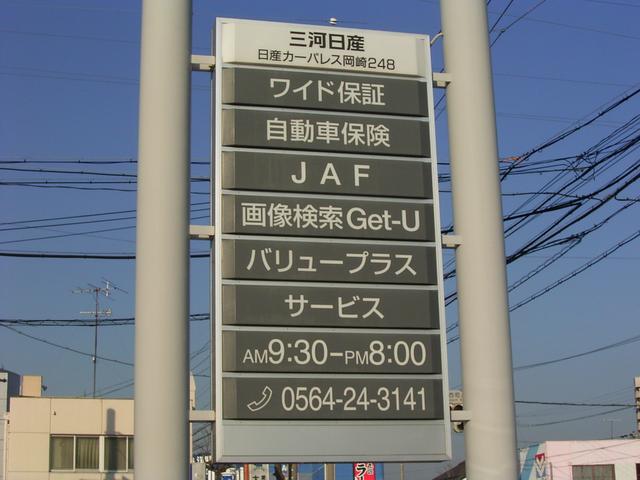 三河日産
日産カーパレス岡崎248
ワイド保証
自動車保険
JAF
画像検索Get-U
バリュープラス
サービス
AM9:30-PM8:00
0564-24-3141